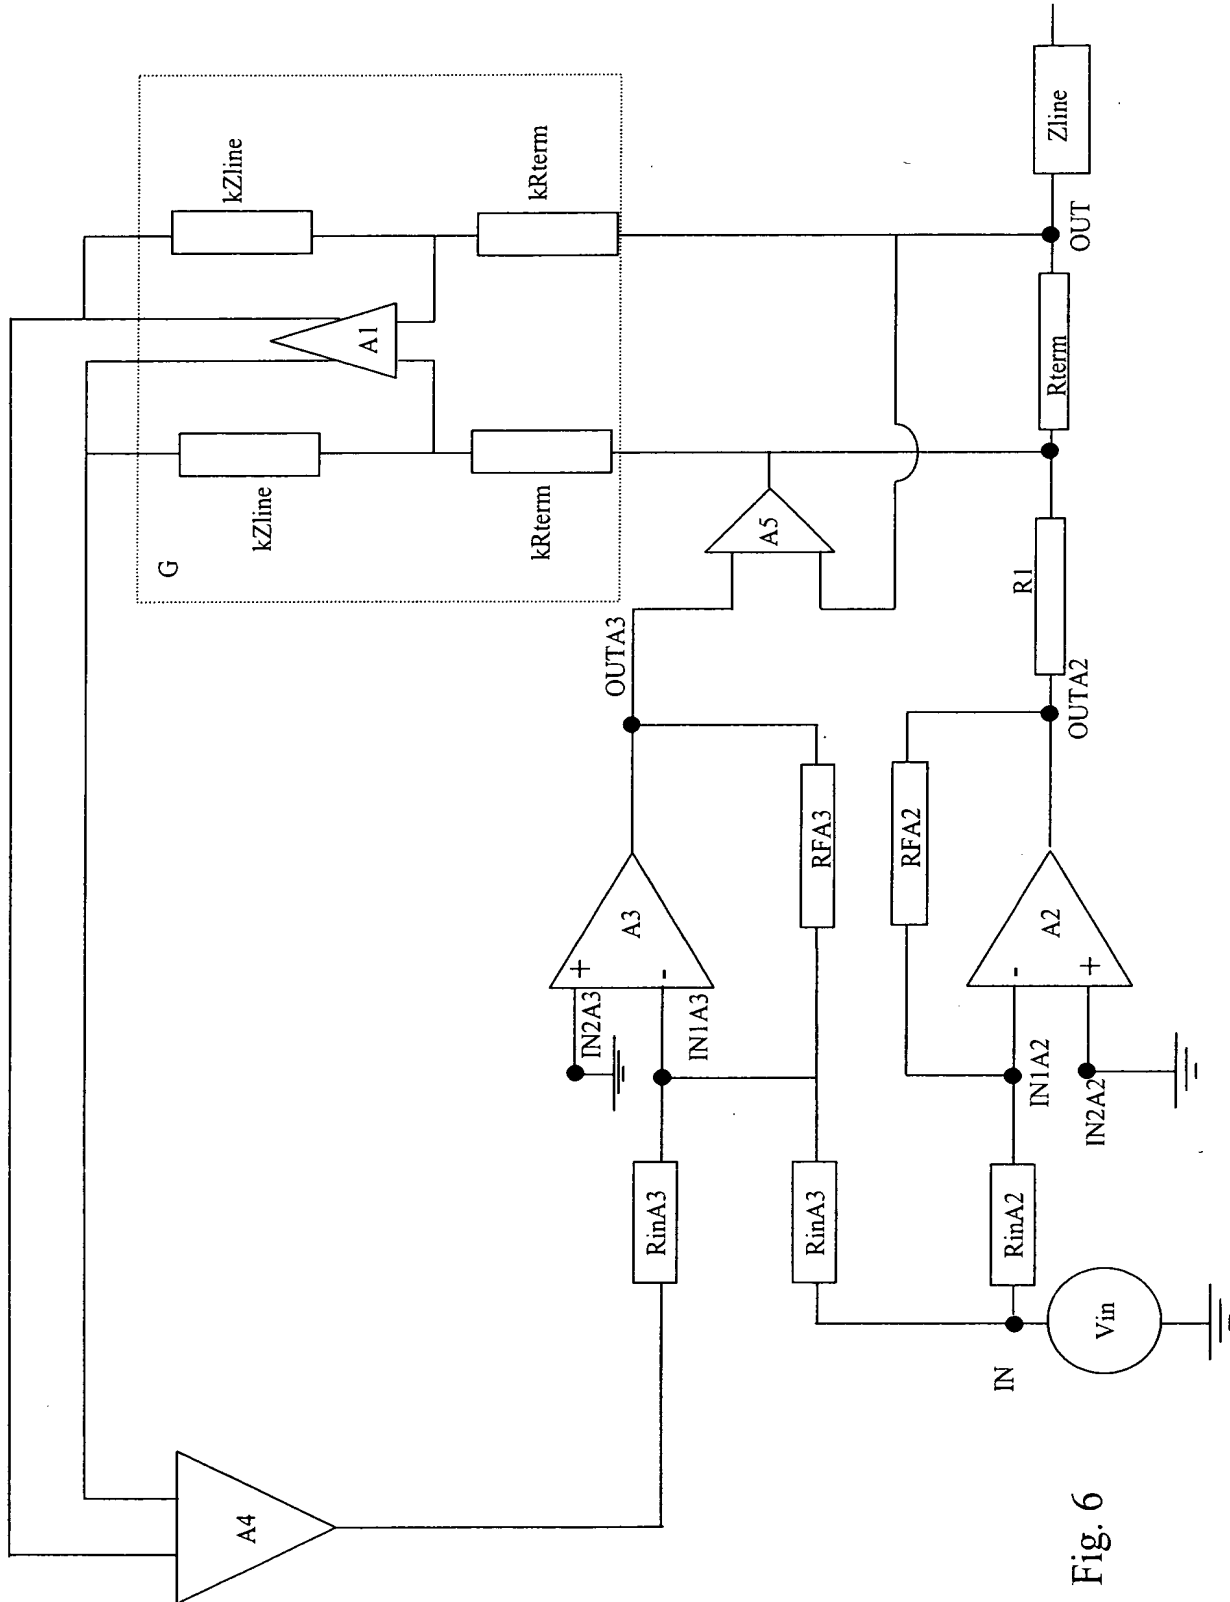 Zline
kZline
kRterm
OUT
A1
Rterm
kZline
kRterm
G
A5
R1
OUTA3
OUTA2
A3
+
-
RFA3
RFA2
A2
-
+
IN2A3
IN1A3
IN1A2
IN2A2
RinA3
RinA3
RinA2
Vin
IN
A4
Fig. 6